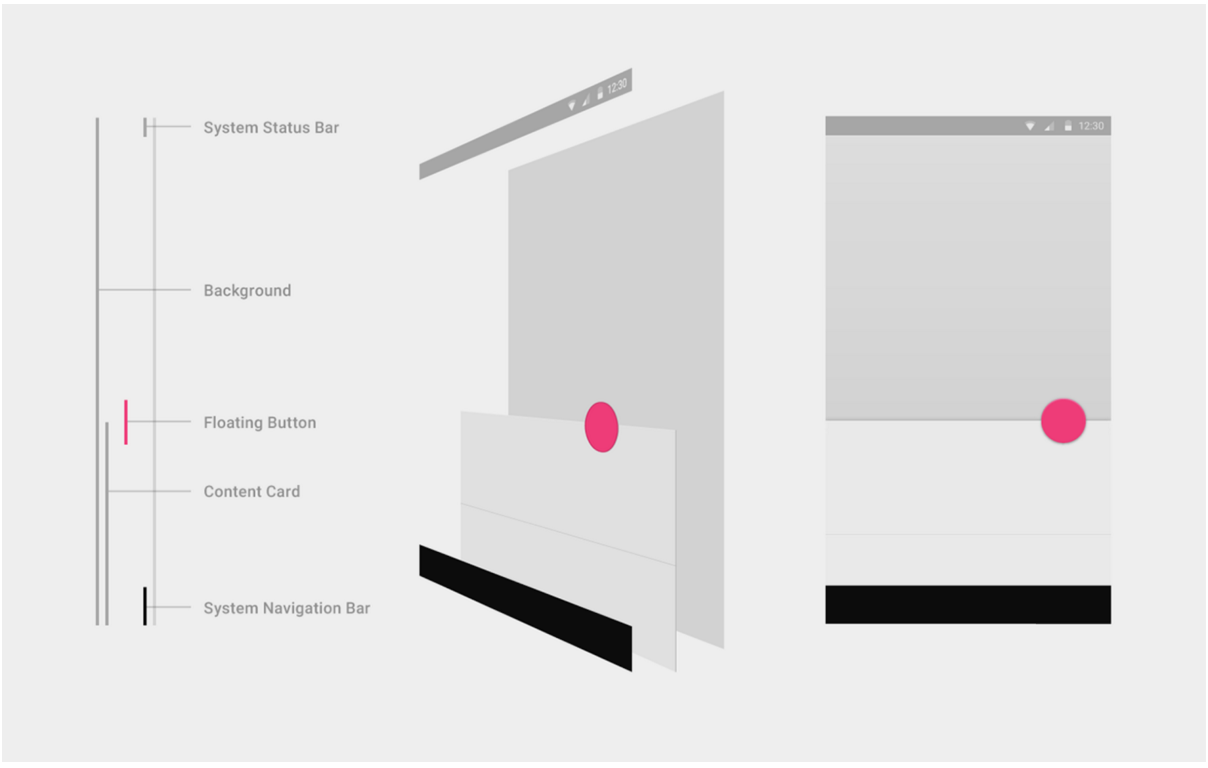 System Status Bar
Background
Floating Button
Content Card
System Navigation Bar
12:30
12:30